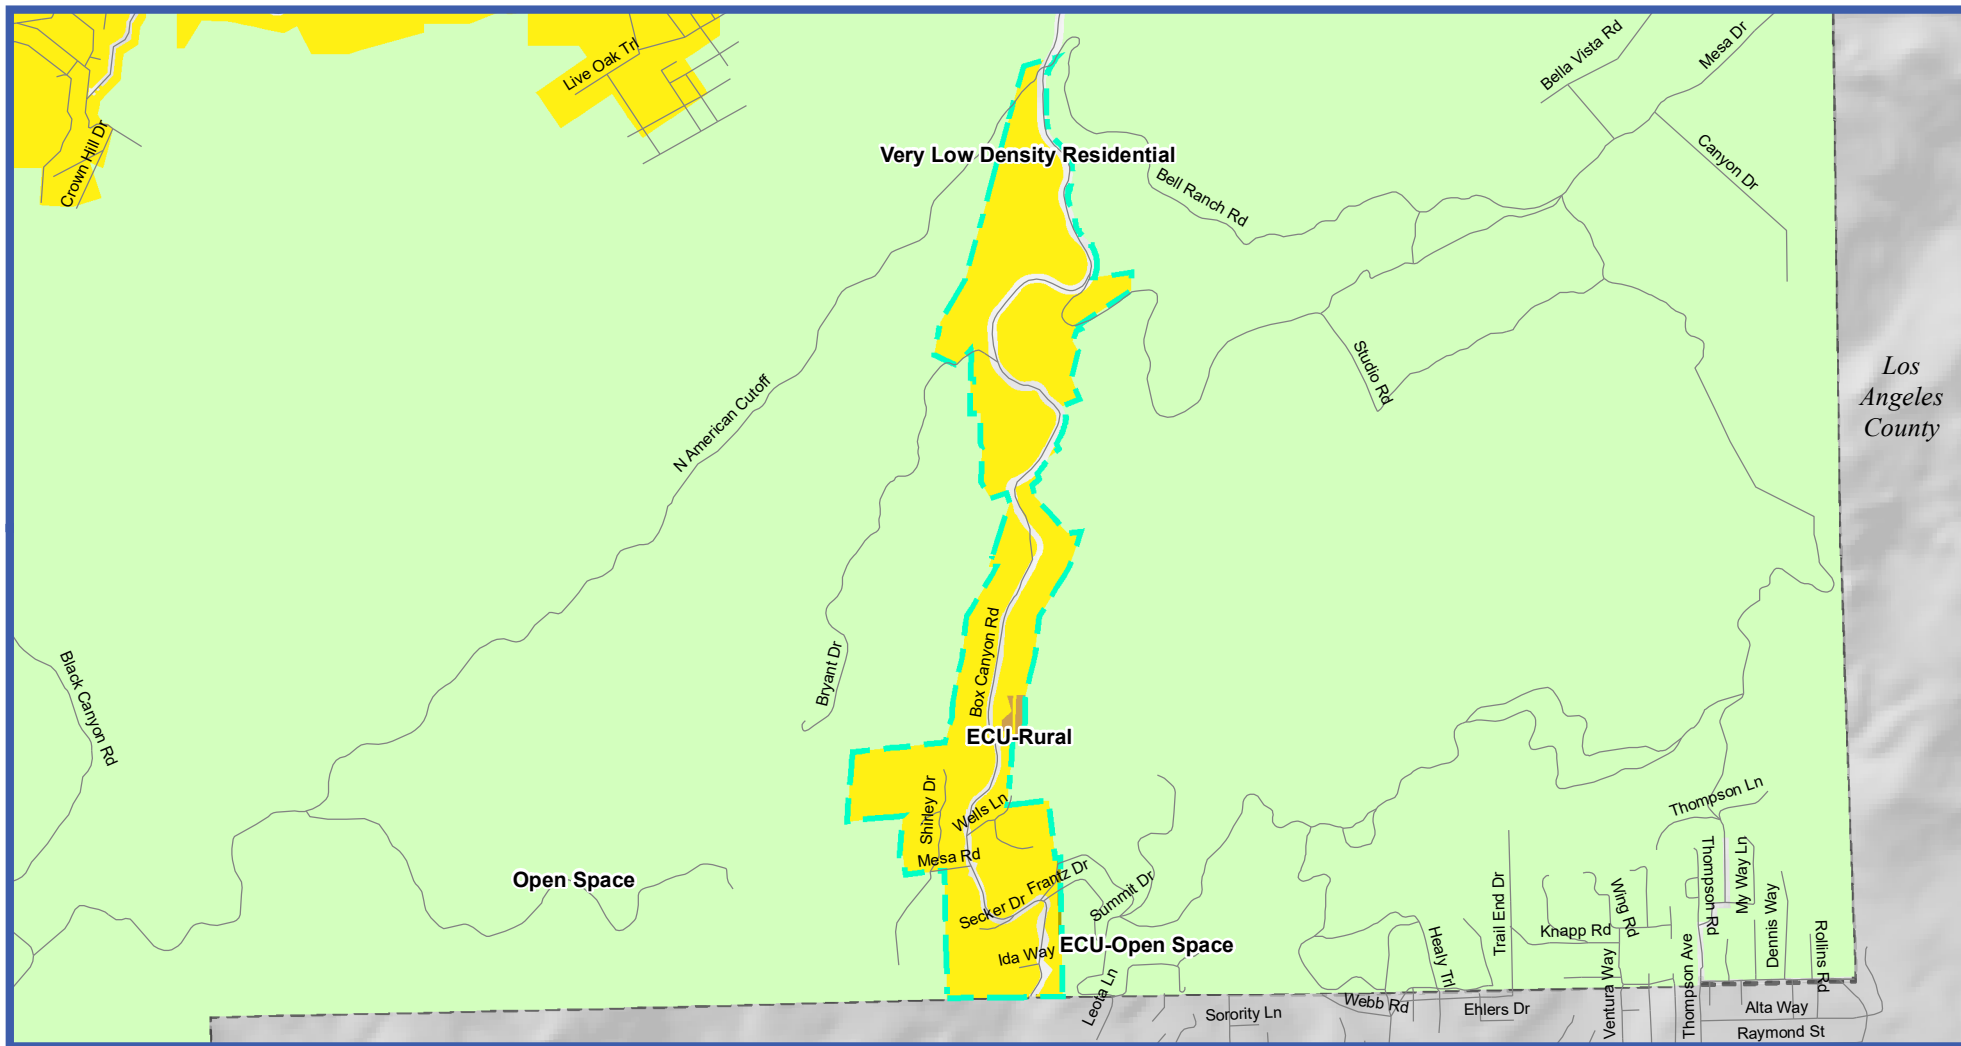 Live Oak Trl
Crown Hill Dr
Bella Vista Rd
Mesa Dr
Canyon Dr
Very Low Density Residential
Bell Ranch Rd
Studio Rd
Los
Angeles
County
N American Cutoff
Black Canyon Rd
Bryant Dr
Box Canyon Rd
ECU-Rural
Shirley Dr
Wells Ln
Mesa Rd
Frantz Dr
Secker Dr
Summit Dr
Open Space
ECU-Open Space
Ida Way
Leota Ln
Thompson Ln
Thompson Rd
My Way Ln
Dennis Way
Rollins Rd
Wing Rd
Knapp Rd
Trail End Dr
Healy Trl
Ventura Way
Thompson Ave
Webb Rd
Ehlers Dr
Sorority Ln
Alta Way
Raymond St